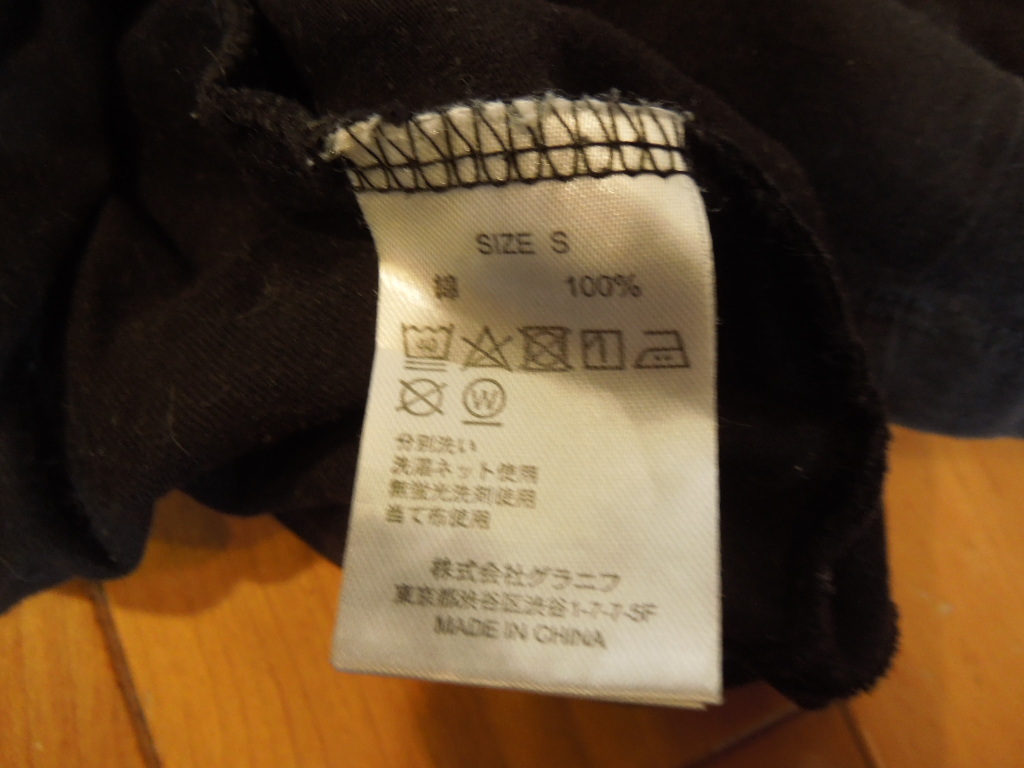 SIZE S
綿 100%
40
W
分別洗い
洗濯ネット使用
無蛍光洗剤使用
当て布使用
株式会社グラニフ
東京都渋谷区渋谷1-7-7-5F
MADE IN CHINA